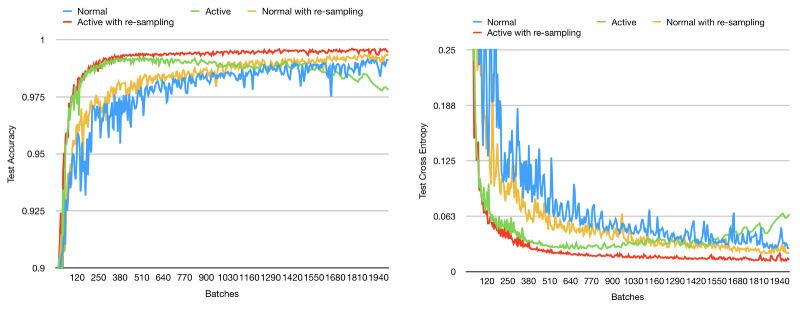 Normal Active Normal with re-sampling
Active with re-sampling
1
0.975
0.95
0.925
0.9
Test Accuracy
120 250 380 510 640 770 900 1030 1160 1290 1420 1550 1680 1810 1940
Batches
Normal Active Normal with re-sampling
Active with re-sampling
0.25
0.188
0.125
0.063
0
Test Cross Entropy
120 250 380 510 640 770 900 1030 1160 1290 1420 1550 1680 1810 1940
Batches